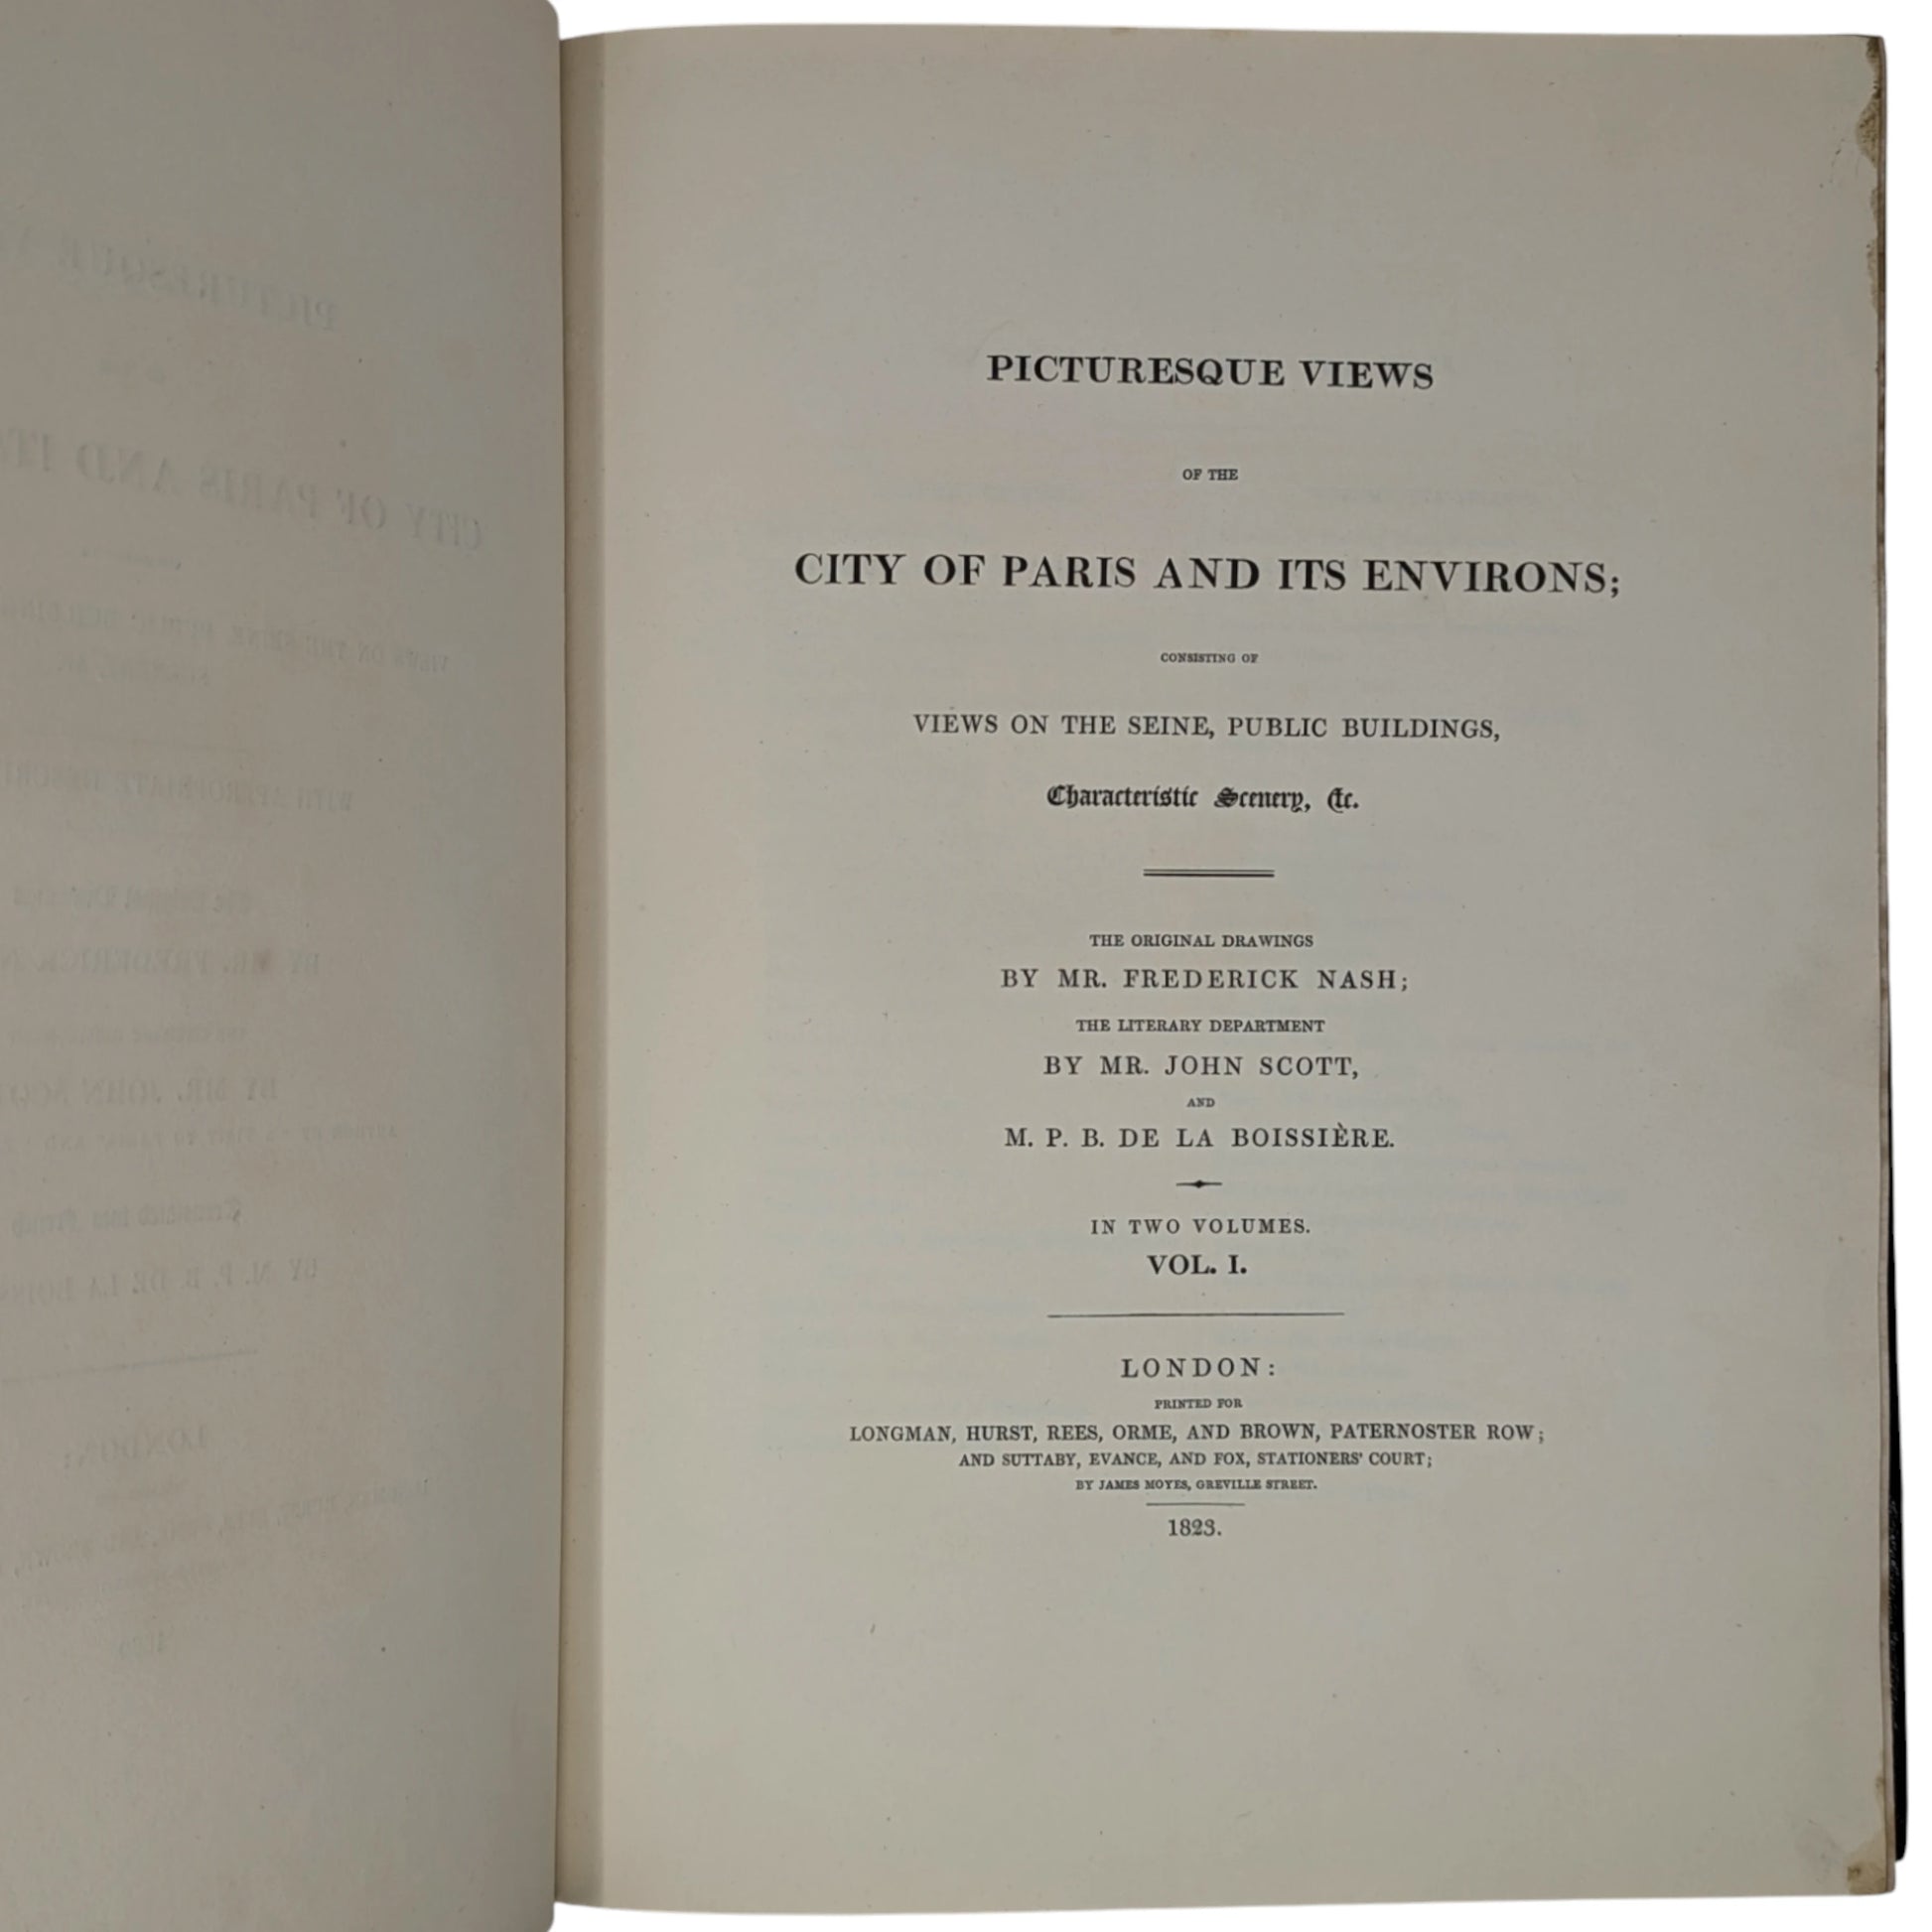 PICTURESQUE VIEWS
OF THE
CITY OF PARIS AND ITS ENVIRONS;
CONSISTING OF
VIEWS ON THE SEINE, PUBLIC BUILDINGS,
Characteristic Scenery, &c.
THE ORIGINAL DRAWINGS
BY MR. FREDERICK NASH;
THE LITERARY DEPARTMENT
BY MR. JOHN SCOTT,
AND
M. P. B. DE LA BOISSIÈRE.
IN TWO VOLUMES.
VOL. I.
LONDON:
PRINTED FOR
LONGMAN, HURST, REES, ORME, AND BROWN, PATERNOSTER ROW;
AND SUTTABY, EVANCE, AND FOX, STATIONERS' COURT;
BY JAMES MOYES, GREVILLE STREET.
1823.